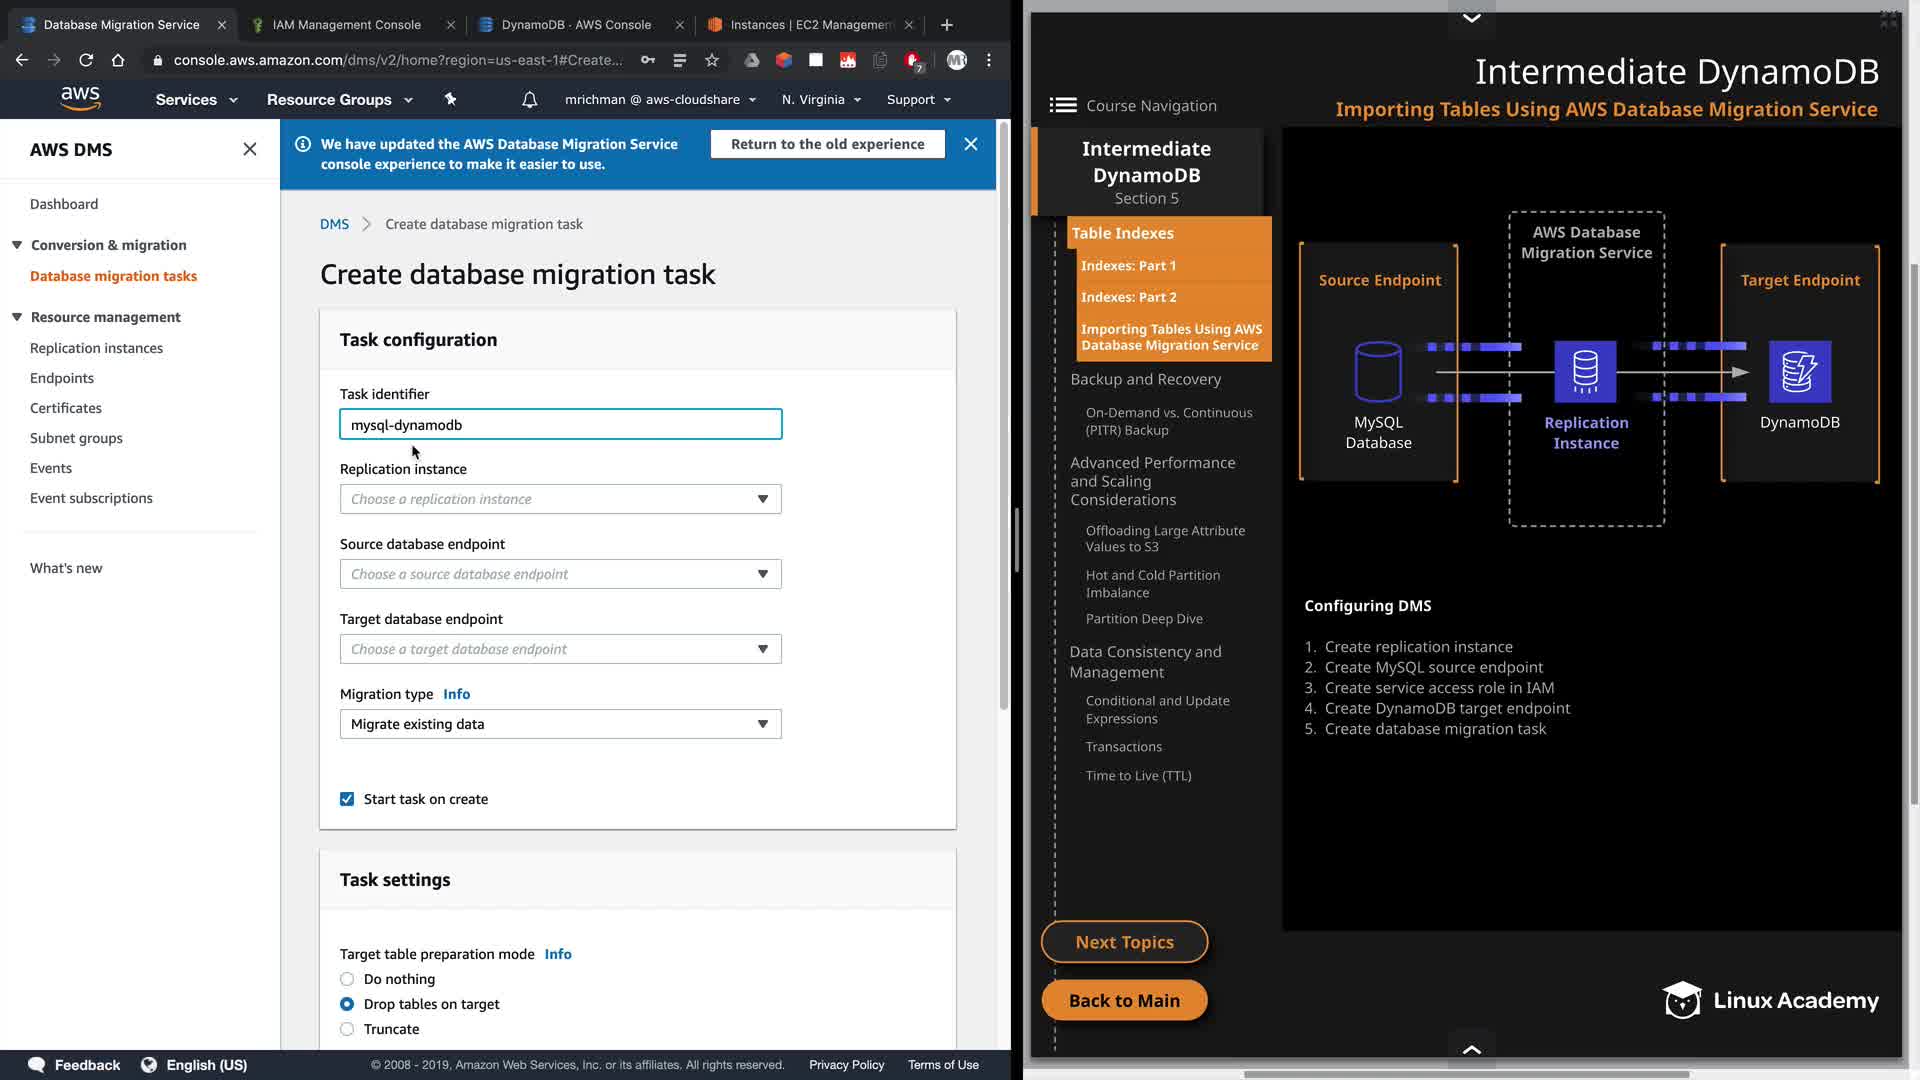 Database Migration Service
IAM Management Console
DynamoDB · AWS Console
Instances | EC2 Managemen
console.aws.amazon.com/dms/v2/home?region=us-east-1#Create...
7
MR
aws
Services
Resource Groups
mrichman @ aws-cloudshare
N. Virginia
Support
AWS DMS
Dashboard
Conversion & migration
Database migration tasks
Resource management
Replication instances
Endpoints
Certificates
Subnet groups
Events
Event subscriptions
What's new
We have updated the AWS Database Migration Service
console experience to make it easier to use.
Return to the old experience
DMS
Create database migration task
Create database migration task
Task configuration
Task identifier
mysql-dynamodb
Replication instance
Choose a replication instance
Source database endpoint
Choose a source database endpoint
Target database endpoint
Choose a target database endpoint
Migration type Info
Migrate existing data
Start task on create
Task settings
Target table preparation mode Info
Do nothing
Drop tables on target
Truncate
Feedback
English (US)
© 2008 - 2019, Amazon Web Services, Inc. or its affiliates. All rights reserved.
Privacy Policy
Terms of Use
Intermediate DynamoDB
Importing Tables Using AWS Database Migration Service
Course Navigation
Intermediate
DynamoDB
Section 5
Table Indexes
Indexes: Part 1
Indexes: Part 2
Importing Tables Using AWS
Database Migration Service
Backup and Recovery
On-Demand vs. Continuous
(PITR) Backup
Advanced Performance
and Scaling
Considerations
Offloading Large Attribute
Values to S3
Hot and Cold Partition
Imbalance
Partition Deep Dive
Data Consistency and
Management
Conditional and Update
Expressions
Transactions
Time to Live (TTL)
Next Topics
Back to Main
Source Endpoint
MySQL
Database
AWS Database
Migration Service
Replication
Instance
Target Endpoint
DynamoDB
Configuring DMS
1. Create replication instance
2. Create MySQL source endpoint
3. Create service access role in IAM
4. Create DynamoDB target endpoint
5. Create database migration task
Linux Academy